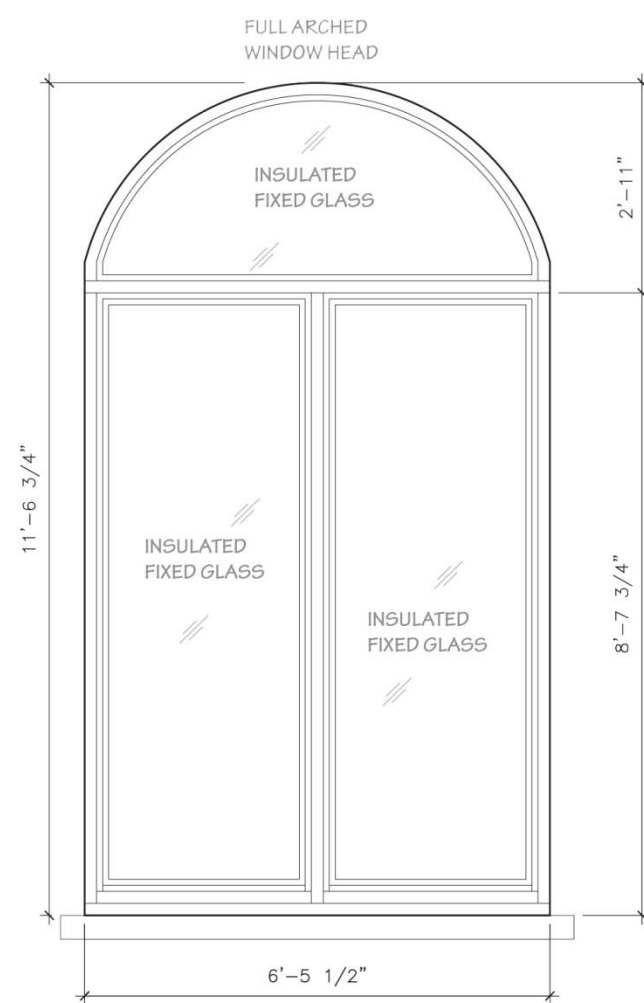 FULL ARCHED
WINDOW HEAD
INSULATED
FIXED GLASS
2'-11"
11'-6 3/4"
INSULATED
FIXED GLASS
INSULATED
FIXED GLASS
8'-7 3/4"
6'-5 1/2"